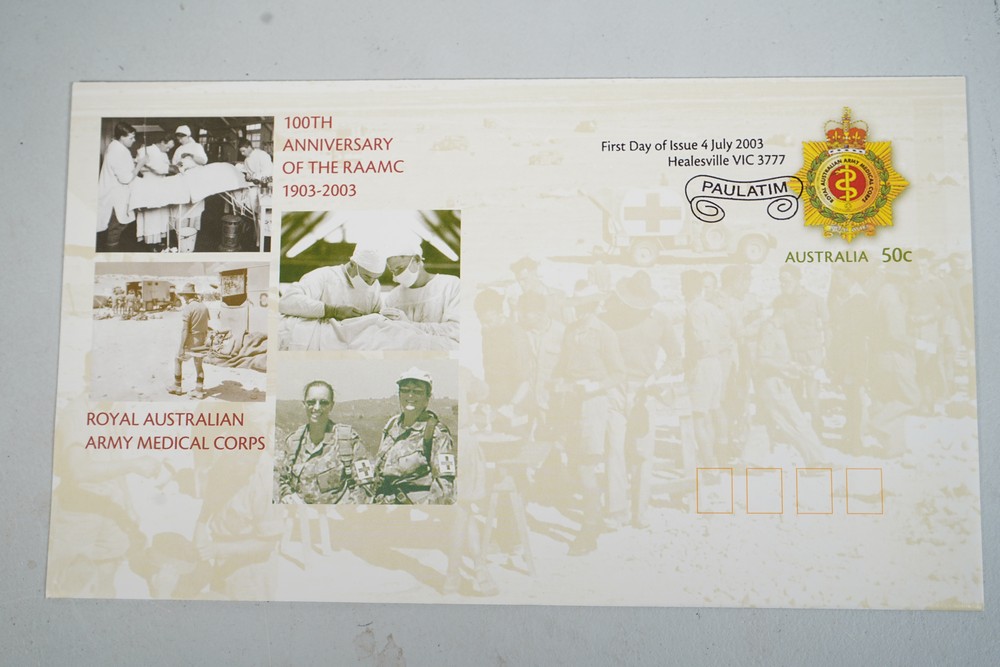 100TH
ANNIVERSARY
OF THE RAAMC
1903-2003
First Day of Issue 4 July 2003
Healesville VIC 3777
PAULATIM
ROYAL AUSTRALIAN ARMY MEDICAL CORPS
AUSTRALIA 50c
ROYAL AUSTRALIAN
ARMY MEDICAL CORPS